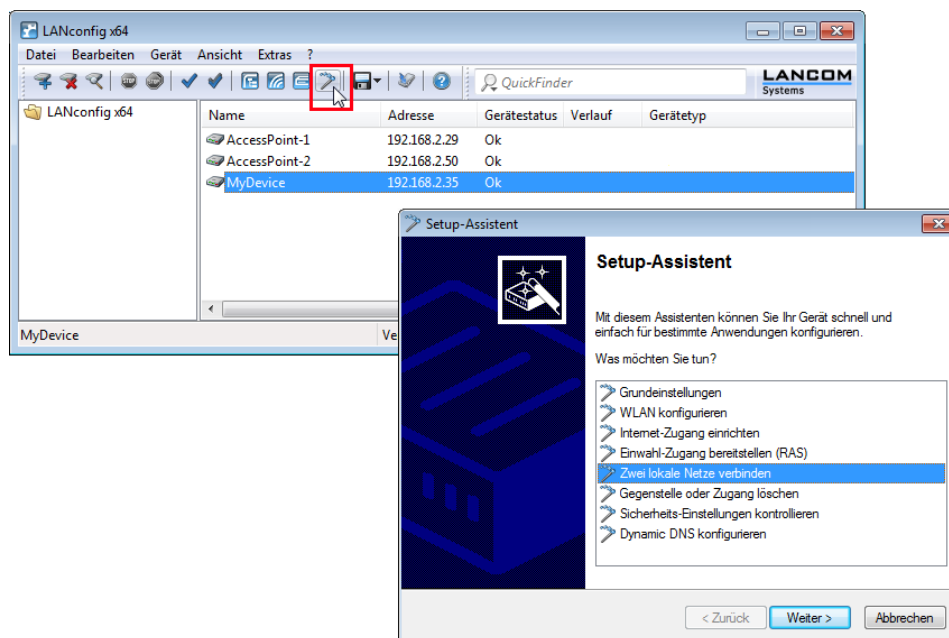 LANconfig x64
Datei Bearbeiten Gerät Ansicht Extras ?
QuickFinder
LANCOM
Systems
LANconfig x64
Name Adresse Gerätestatus Verlauf Gerätetyp
AccessPoint-1 192.168.2.29 Ok
AccessPoint-2 192.168.2.50 Ok
MyDevice 192.168.2.35 Ok
MyDevice
Setup-Assistent
Setup-Assistent
Mit diesem Assistenten können Sie Ihr Gerät schnell und
einfach für bestimmte Anwendungen konfigurieren.
Was möchten Sie tun?
Grundeinstellungen
WLAN konfigurieren
Internet-Zugang einrichten
Einwahl-Zugang bereitstellen (RAS)
Zwei lokale Netze verbinden
Gegenstelle oder Zugang löschen
Sicherheits-Einstellungen kontrollieren
Dynamic DNS konfigurieren
< Zurück Weiter > Abbrechen